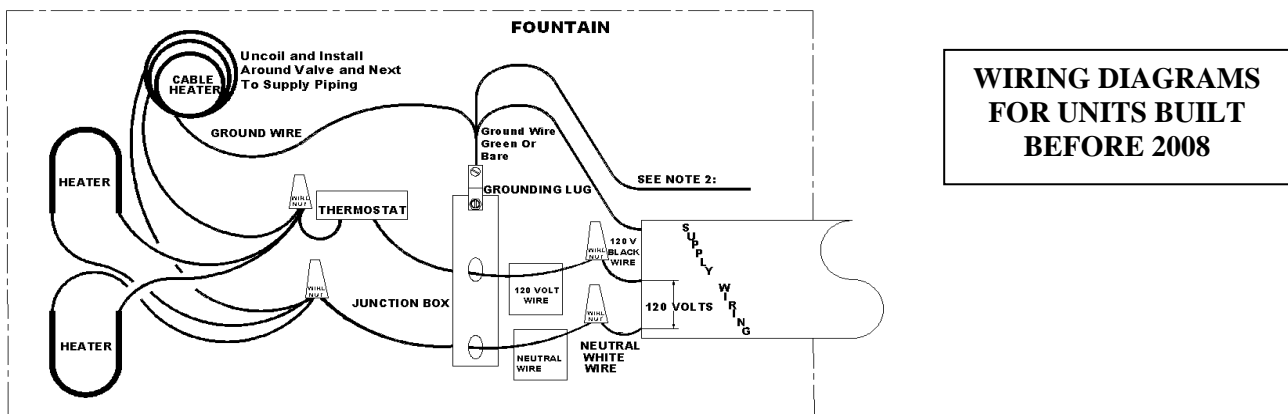 FOUNTAIN
Uncoil and Install
Around Valve and Next
To Supply Piping
CABLE
HEATER
GROUND WIRE
Ground Wire
Green Or
Bare
SEE NOTE 2:
HEATER
WIRE
NUT
THERMOSTAT
GROUNDING LUG
WIRE
NUT
120 V
BLACK
WIRE
SUPPLY WIRING
WIRE
NUT
JUNCTION BOX
120 VOLT
WIRE
WIRE
NUT
120 VOLTS
HEATER
NEUTRAL
WIRE
NEUTRAL
WHITE
WIRE
WIRING DIAGRAMS
FOR UNITS BUILT
BEFORE 2008